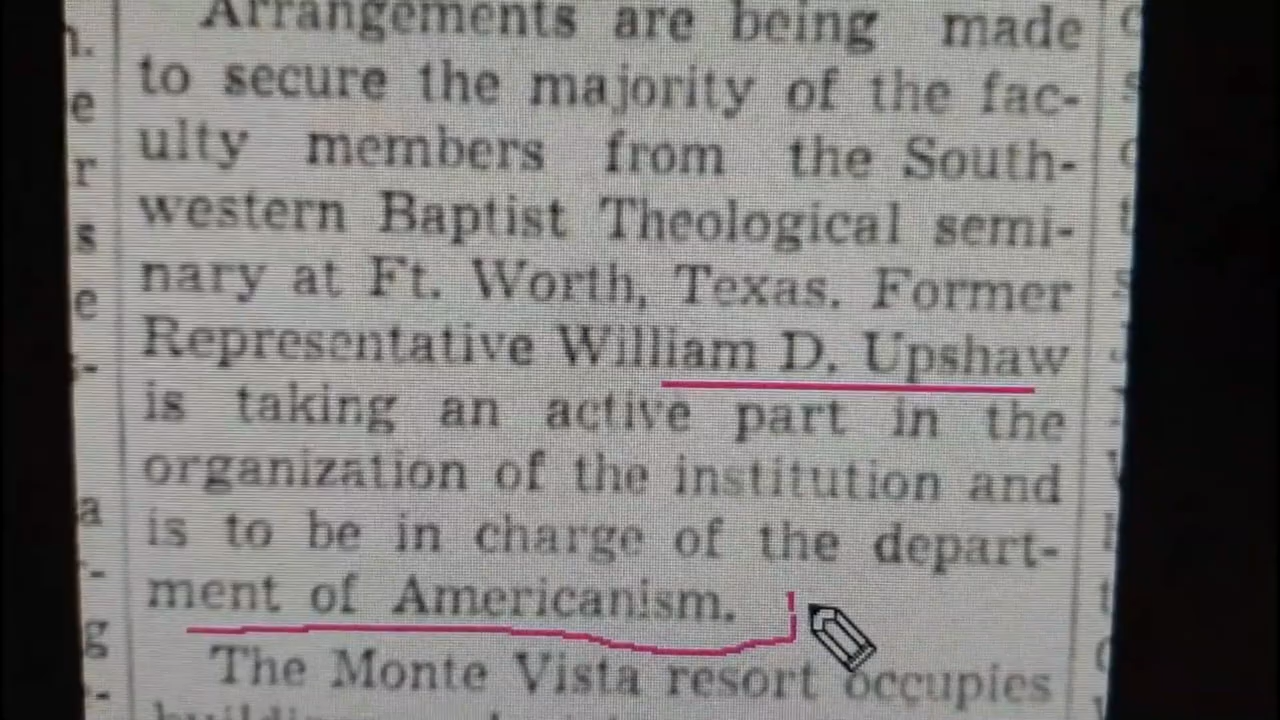 Arrangements are being made
to secure the majority of the fac-
ulty members from the South-
western Baptist Theological semi-
nary at Ft. Worth, Texas. Former
Representative William D. Upshaw
is taking an active part in the
organization of the institution and
is to be in charge of the depart-
ment of Americanism.
The Monte Vista resort occupies